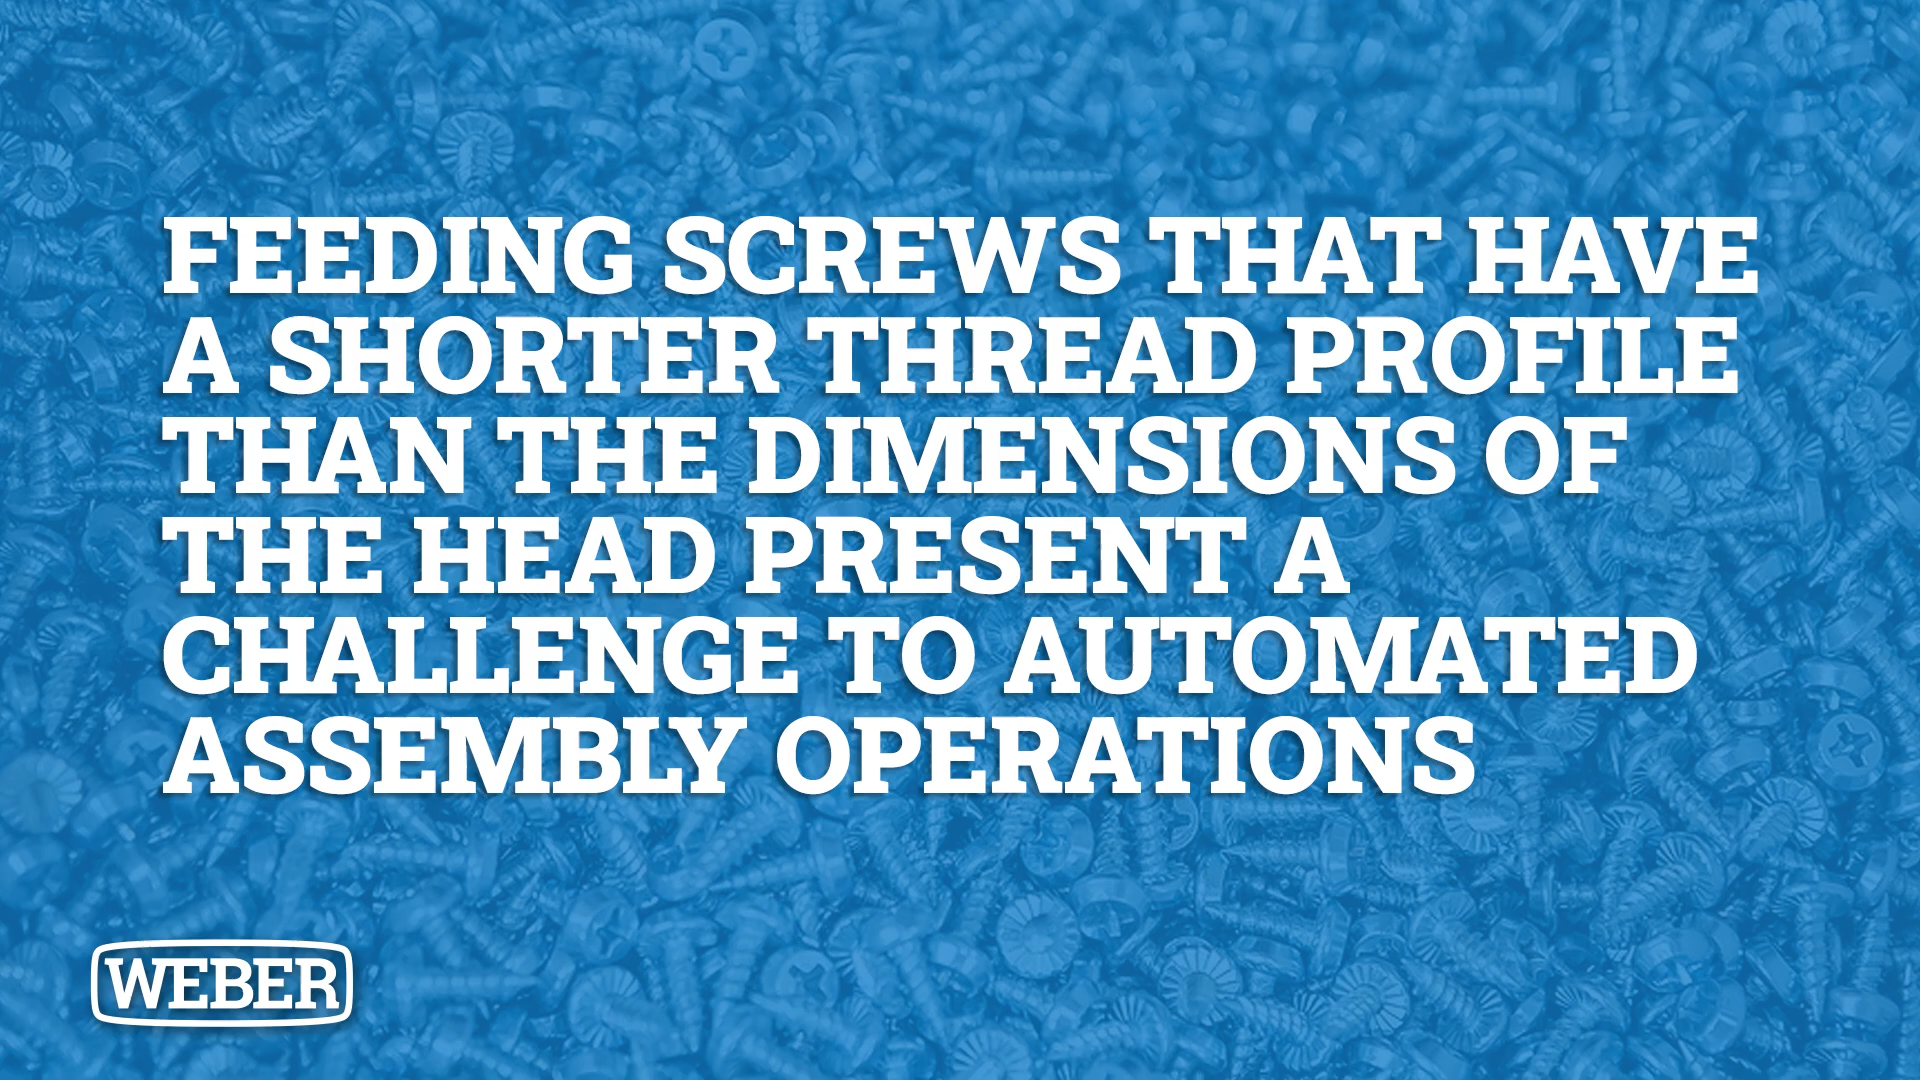 FEEDING SCREWS THAT HAVE
A SHORTER THREAD PROFILE
THAN THE DIMENSIONS OF
THE HEAD PRESENT A
CHALLENGE TO AUTOMATED
ASSEMBLY OPERATIONS
WEBER